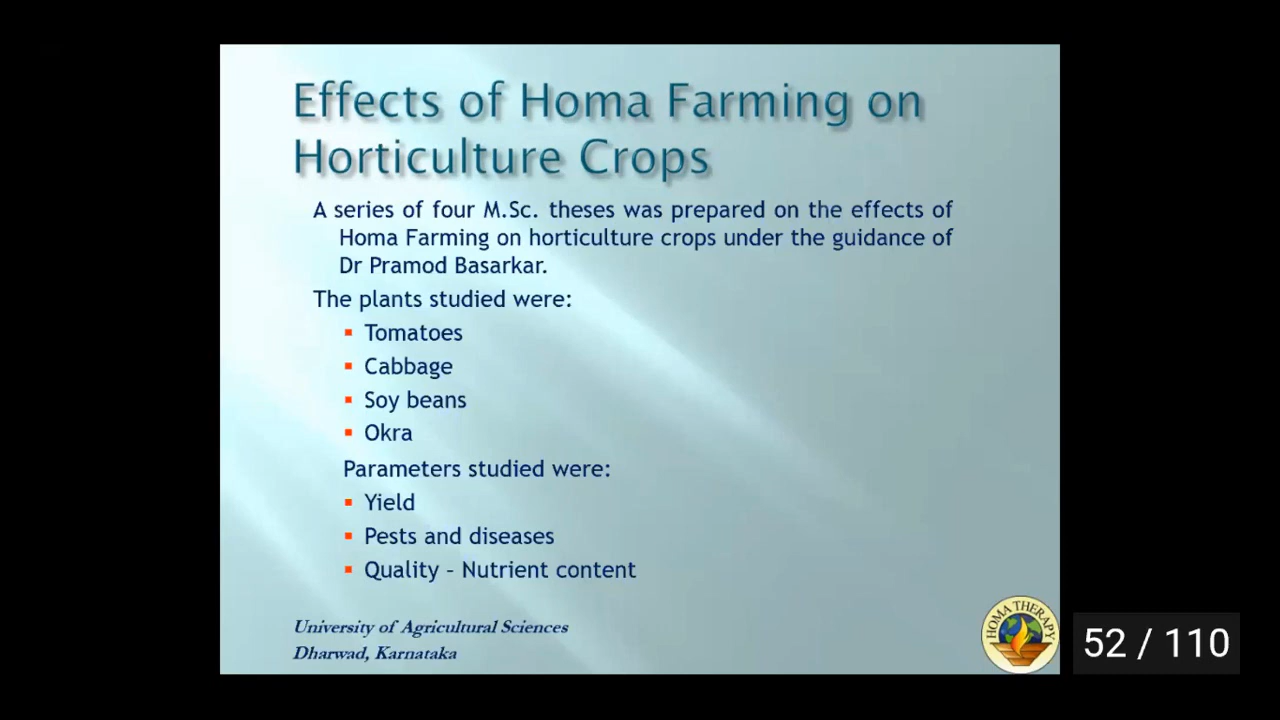 Effects of Homa Farming on
Horticulture Crops
A series of four M.Sc. theses was prepared on the effects of
Homa Farming on horticulture crops under the guidance of
Dr Pramod Basarkar.
The plants studied were:
Tomatoes
Cabbage
Soy beans
Okra
Parameters studied were:
Yield
Pests and diseases
Quality – Nutrient content
University of Agricultural Sciences
Dharwad, Karnataka
HOMA THERAPY
52 / 110